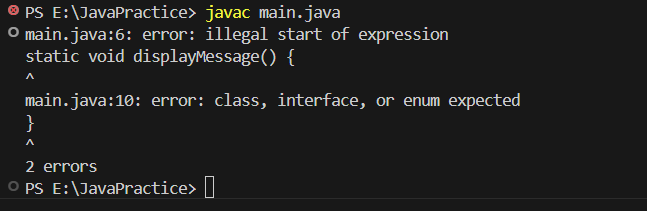 PS E:\JavaPractice> javac main.java
main.java:6: error: illegal start of expression
static void displayMessage() {
^
main.java:10: error: class, interface, or enum expected
}
^
2 errors
PS E:\JavaPractice>